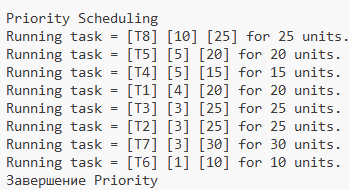 Priority Scheduling
Running task = [T8] [10] [25] for 25 units.
Running task = [T5] [5] [20] for 20 units.
Running task = [T4] [5] [15] for 15 units.
Running task = [T1] [4] [20] for 20 units.
Running task = [T3] [3] [25] for 25 units.
Running task = [T2] [3] [25] for 25 units.
Running task = [T7] [3] [30] for 30 units.
Running task = [T6] [1] [10] for 10 units.
Завершение Priority